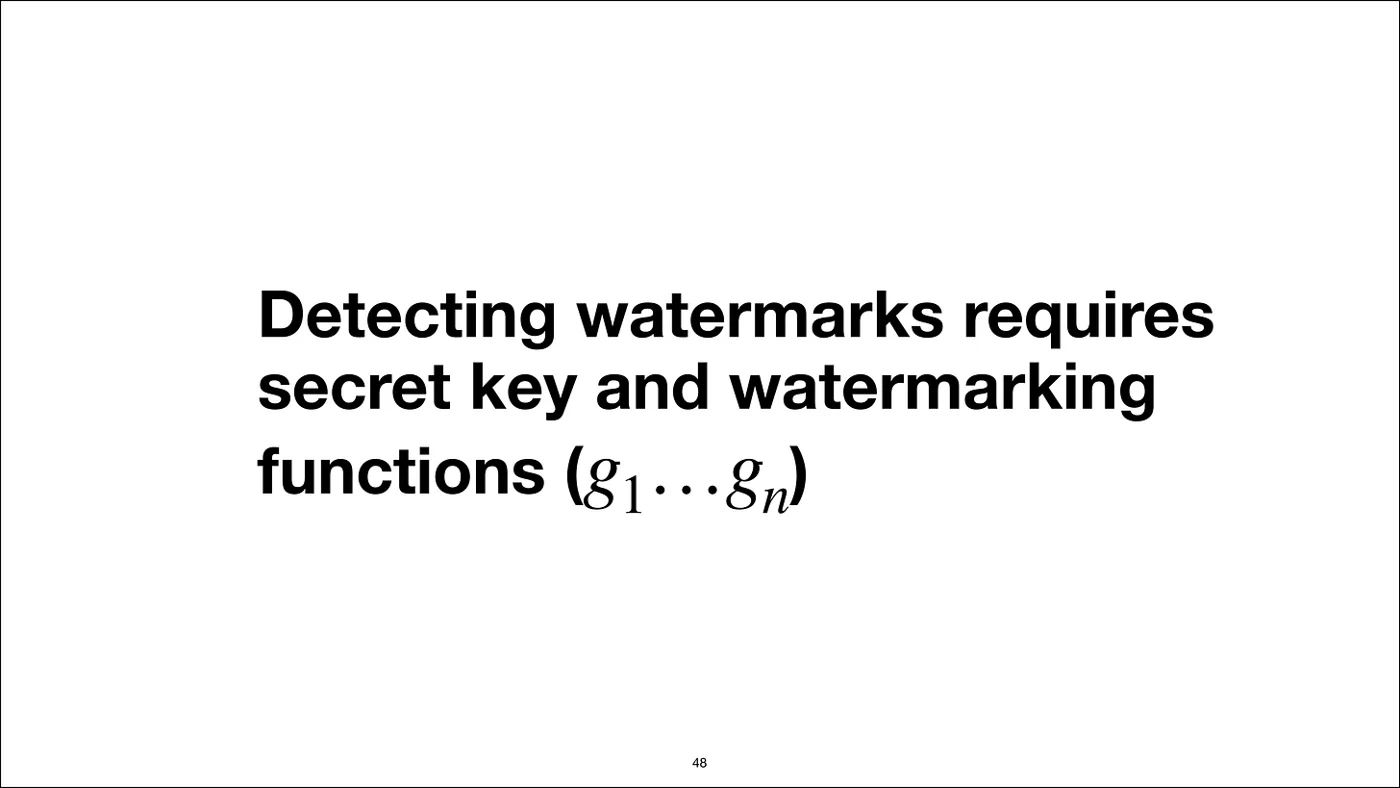 Detecting watermarks requires
secret key and watermarking
functions (g₁…gₙ)
48